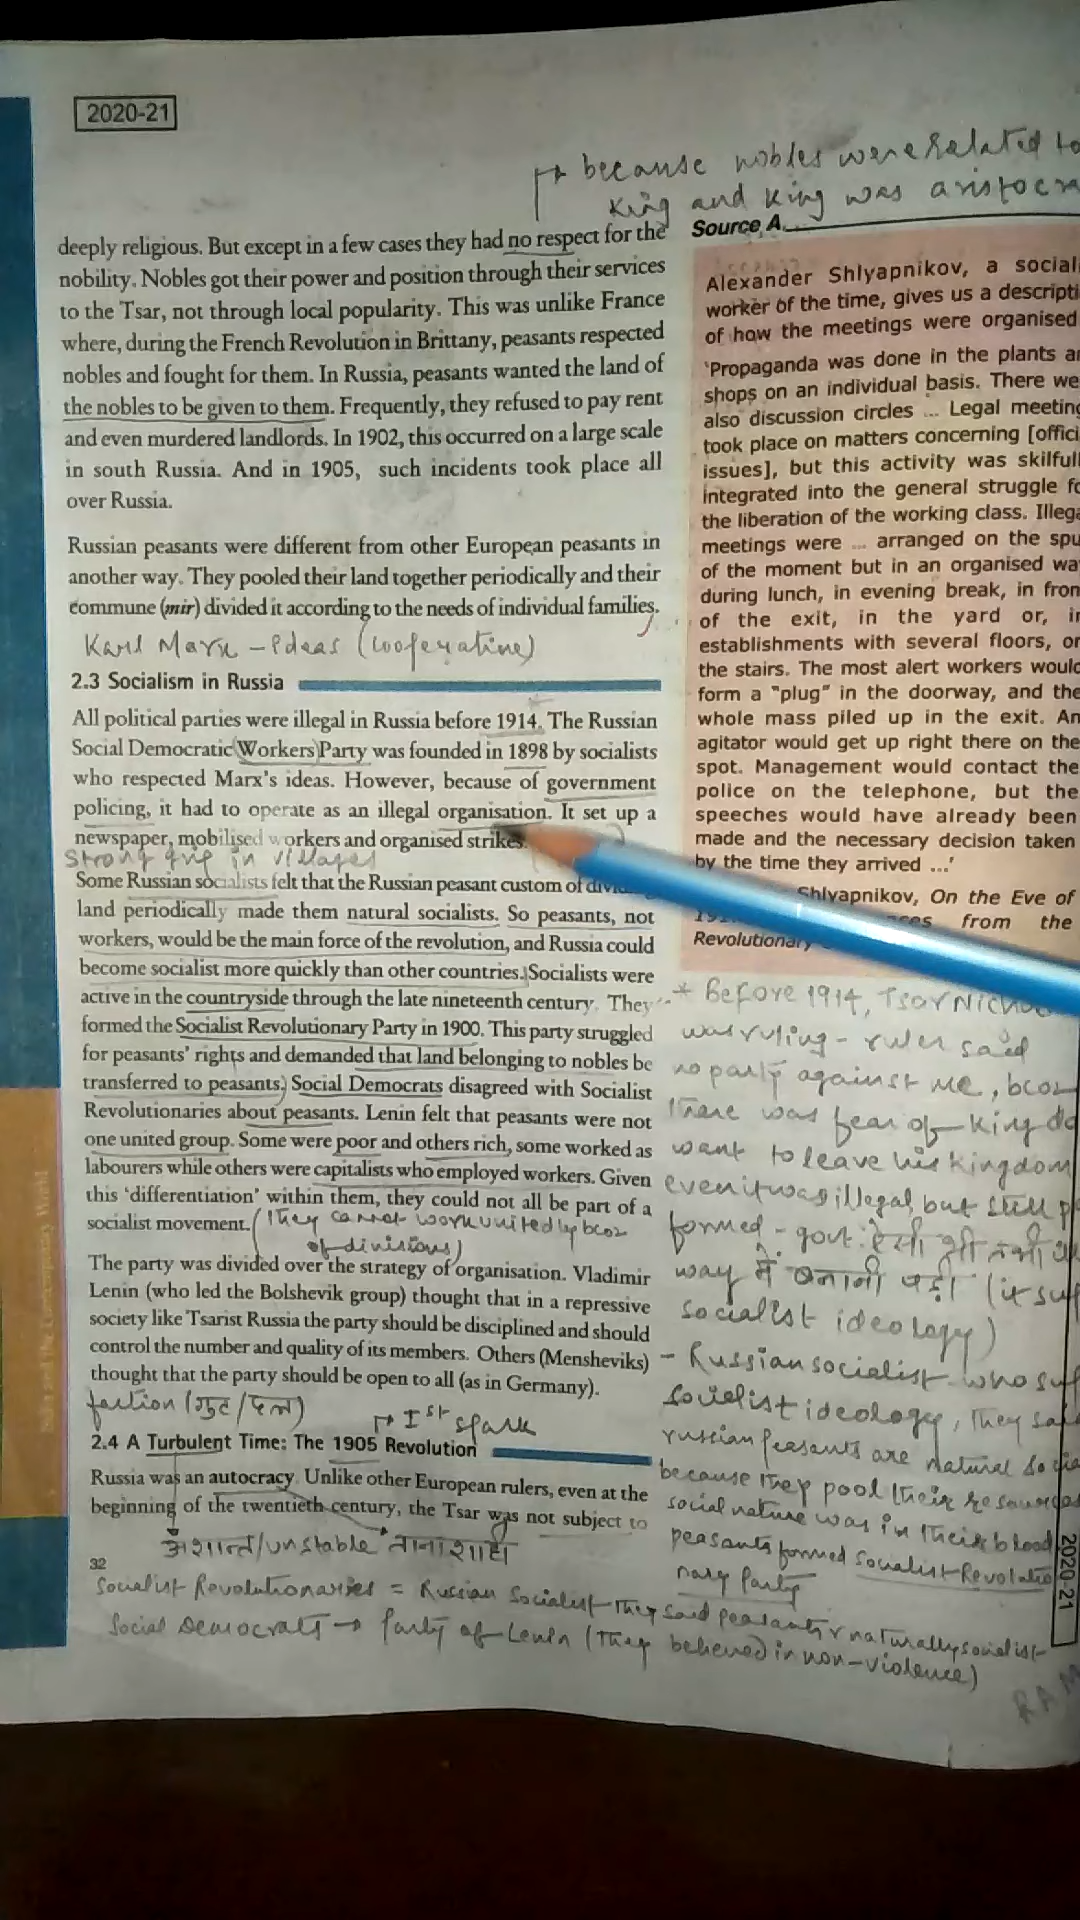 2020-21
because nobles were related to
King and King was aristocra
deeply religious. But except in a few cases they had no respect for the
nobility. Nobles got their power and position through their services
to the Tsar, not through local popularity. This was unlike France
where, during the French Revolution in Brittany, peasants respected
nobles and fought for them. In Russia, peasants wanted the land of
the nobles to be given to them. Frequently, they refused to pay rent
and even murdered landlords. In 1902, this occurred on a large scale
in south Russia. And in 1905, such incidents took place all
over Russia.
Russian peasants were different from other European peasants in
another way. They pooled their land together periodically and their
commune (mir) divided it according to the needs of individual families.
Karl Marx - Ideas (cooperative)
2.3 Socialism in Russia
All political parties were illegal in Russia before 1914. The Russian
Social Democratic Workers Party was founded in 1898 by socialists
who respected Marx's ideas. However, because of government
policing, it had to operate as an illegal organisation. It set up a
newspaper, mobilised workers and organised strikes.
strong grip in villages
Some Russian socialists felt that the Russian peasant custom of
land periodically made them natural socialists. So peasants, not
workers, would be the main force of the revolution, and Russia could
become socialist more quickly than other countries. Socialists were
active in the countryside through the late nineteenth century. They
formed the Socialist Revolutionary Party in 1900. This party struggled
for peasants' rights and demanded that land belonging to nobles be
transferred to peasants. Social Democrats disagreed with Socialist
Revolutionaries about peasants. Lenin felt that peasants were not
one united group. Some were poor and others rich, some worked as
labourers while others were capitalists who employed workers. Given
this 'differentiation' within them, they could not all be part of a
socialist movement. (they cannot work unitedly bcoz
of divisions)
The party was divided over the strategy of organisation. Vladimir
Lenin (who led the Bolshevik group) thought that in a repressive
society like Tsarist Russia the party should be disciplined and should
control the number and quality of its members. Others (Mensheviks)
thought that the party should be open to all (as in Germany).
faction (गुट/दल)
1st spark
2.4 A Turbulent Time: The 1905 Revolution
Russia was an autocracy. Unlike other European rulers, even at the
beginning of the twentieth century, the Tsar was not subject to
अशान्त/unstable तानाशाही
32
Socialist Revolutionaries = Russian Socialist They said peasants r naturally socialist
Social Democrats → Party of Lenin (They believed in non-violence)
Source A
Alexander Shlyapnikov, a social
worker of the time, gives us a descripti
of how the meetings were organised
'Propaganda was done in the plants a
shops on an individual basis. There we
also discussion circles ... Legal meeting
took place on matters concerning [offici
issues], but this activity was skilful
integrated into the general struggle fo
the liberation of the working class. Illega
meetings were ... arranged on the spu
of the moment but in an organised wa
during lunch, in evening break, in fron
of the exit, in the yard or, in
establishments with several floors, on
the stairs. The most alert workers would
form a "plug" in the doorway, and the
whole mass piled up in the exit. An
agitator would get up right there on the
spot. Management would contact the
police on the telephone, but the
speeches would have already been
made and the necessary decision taken
by the time they arrived ...'
Shlyapnikov, On the Eve of
from the
Revolutionary
* Before 1914, Tsar Nich
was ruling - ruler said
no party against me, bcoz
there was fear of king do
want to leave his kingdom
even it was illegal, but still p
formed - govt.
way में बनानी पड़ी (it su
socialist ideology)
- Russian socialist who su
socialist ideology, They sa
russian peasants are natural socia
because they pool their resources
social nature was in their blood
peasants formed Socialist Revolutio
nary Party
2020-21